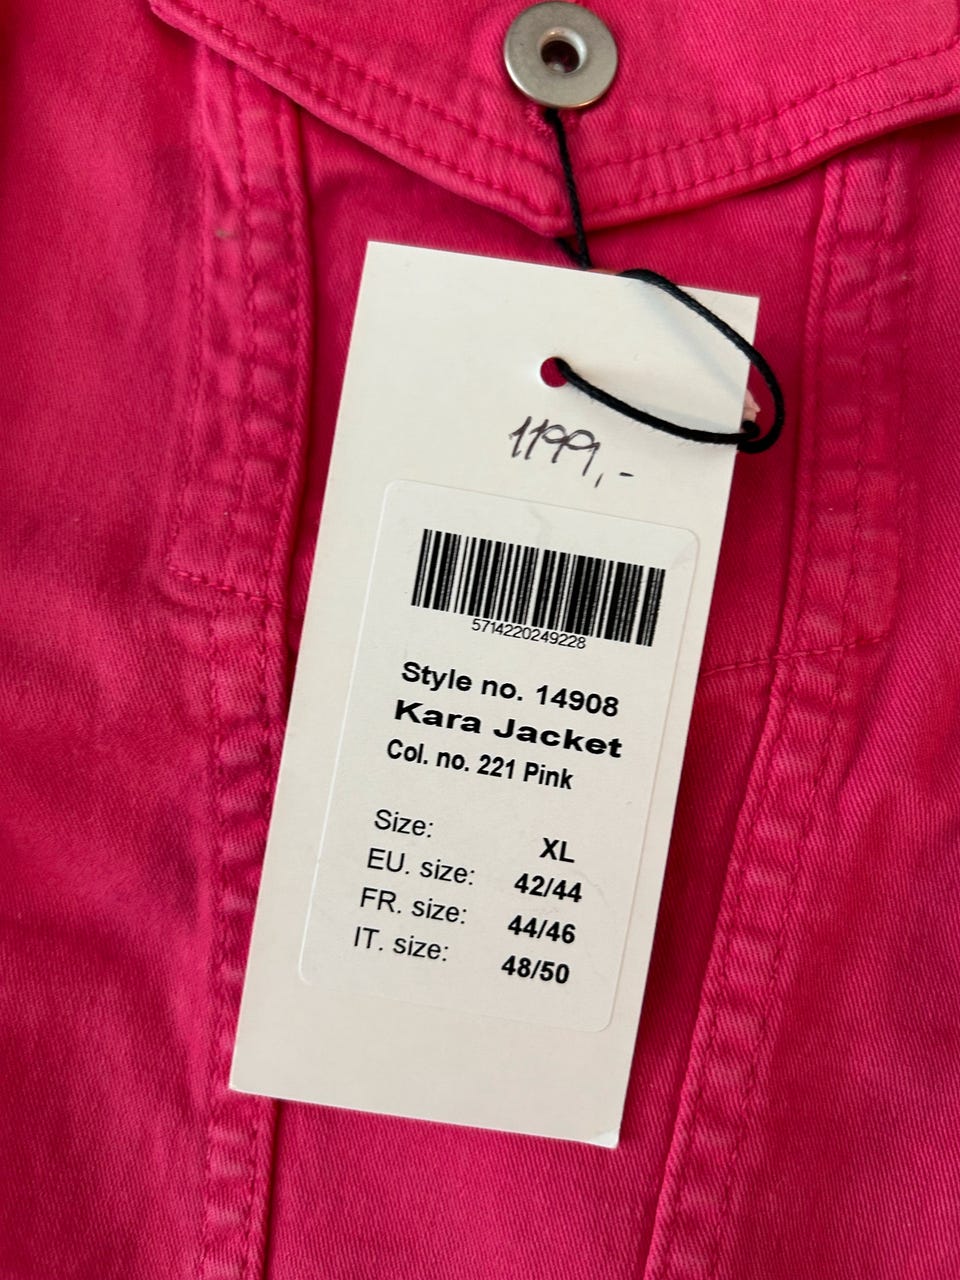 1199,-
5714220249228
Style no. 14908
Kara Jacket
Col. no. 221 Pink
Size: XL
EU. size: 42/44
FR. size: 44/46
IT. size: 48/50